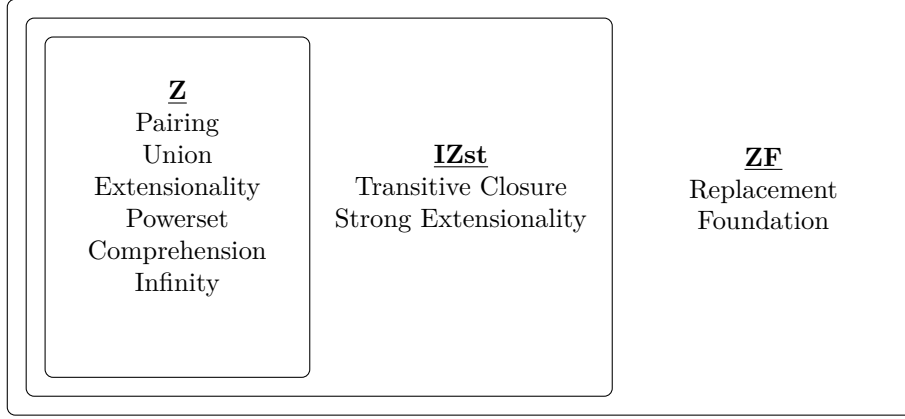 Z
Pairing
Union
Extensionality
Powerset
Comprehension
Infinity
IZst
Transitive Closure
Strong Extensionality
ZF
Replacement
Foundation